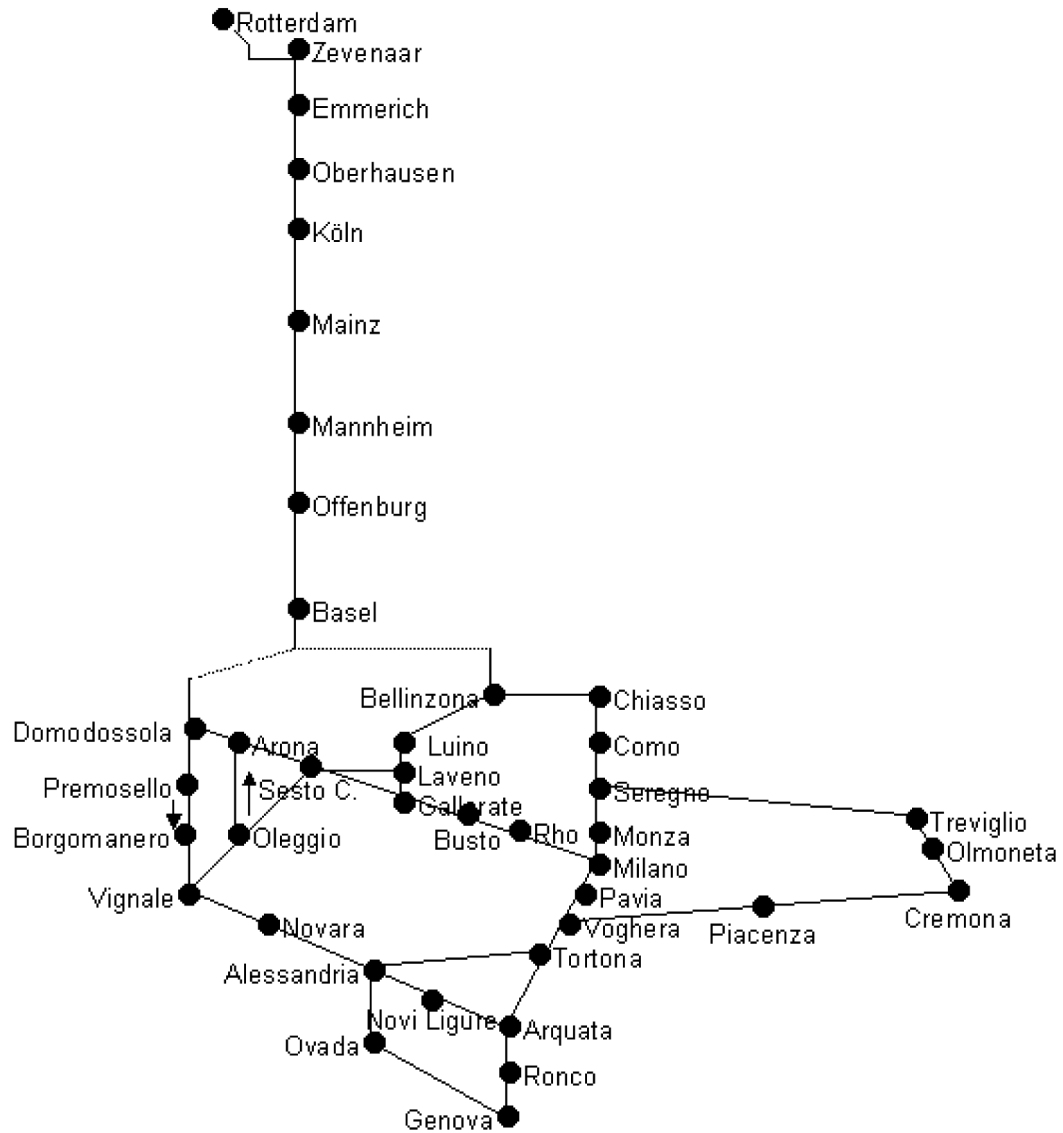 Rotterdam
Zevenaar
Emmerich
Oberhausen
Köln
Mainz
Mannheim
Offenburg
Basel
Bellinzona
Chiasso
Domodossola
Arona
Luino
Como
Premosello
Sesto C.
Laveno
Gallarate
Seregno
Borgomanero
Oleggio
Busto
Rho
Monza
Treviglio
Milano
Olmoneta
Vignale
Pavia
Novara
Voghera
Piacenza
Cremona
Alessandria
Tortona
Novi Ligure
Arquata
Ovada
Ronco
Genova